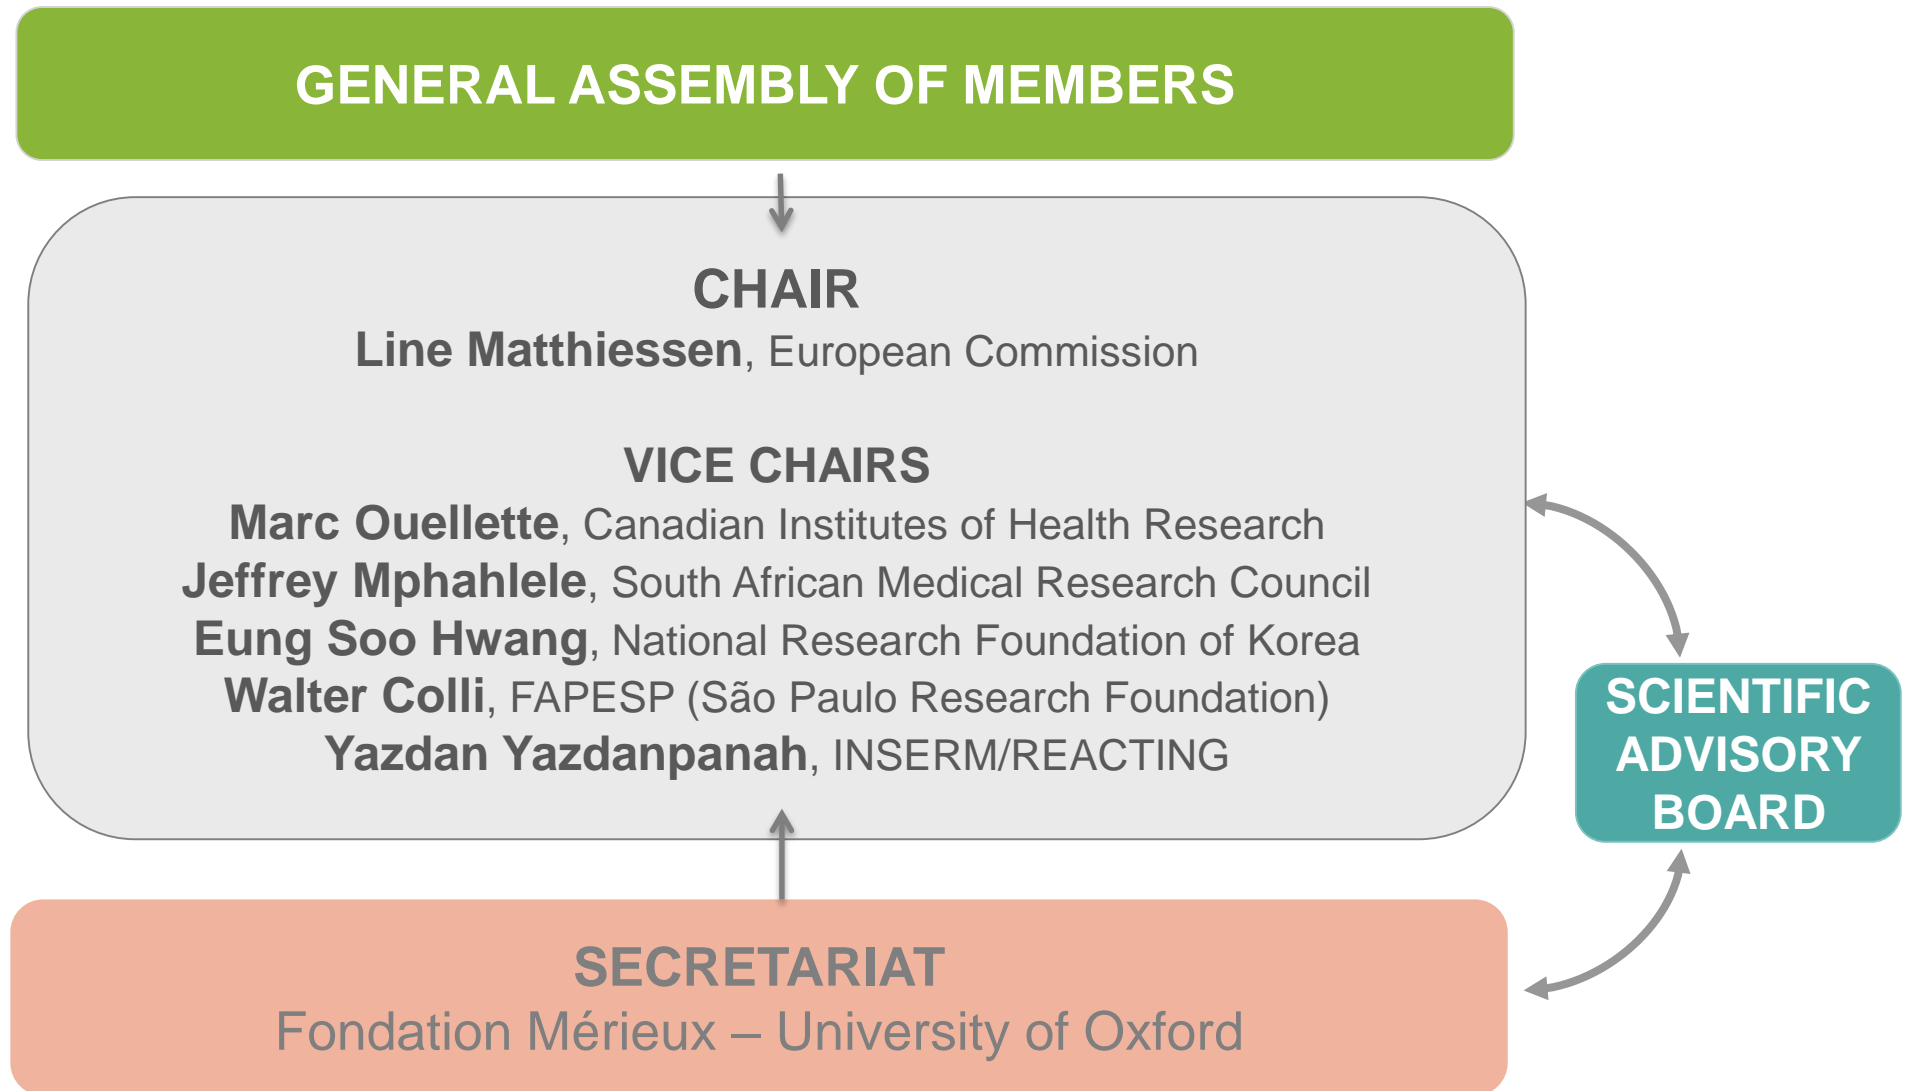 GENERAL ASSEMBLY OF MEMBERS
CHAIR
Line Matthiessen, European Commission
VICE CHAIRS
Marc Ouellette, Canadian Institutes of Health Research
Jeffrey Mphahlele, South African Medical Research Council
Eung Soo Hwang, National Research Foundation of Korea
Walter Colli, FAPESP (São Paulo Research Foundation)
Yazdan Yazdanpanah, INSERM/REACTING
SCIENTIFIC
ADVISORY
BOARD
SECRETARIAT
Fondation Mérieux – University of Oxford